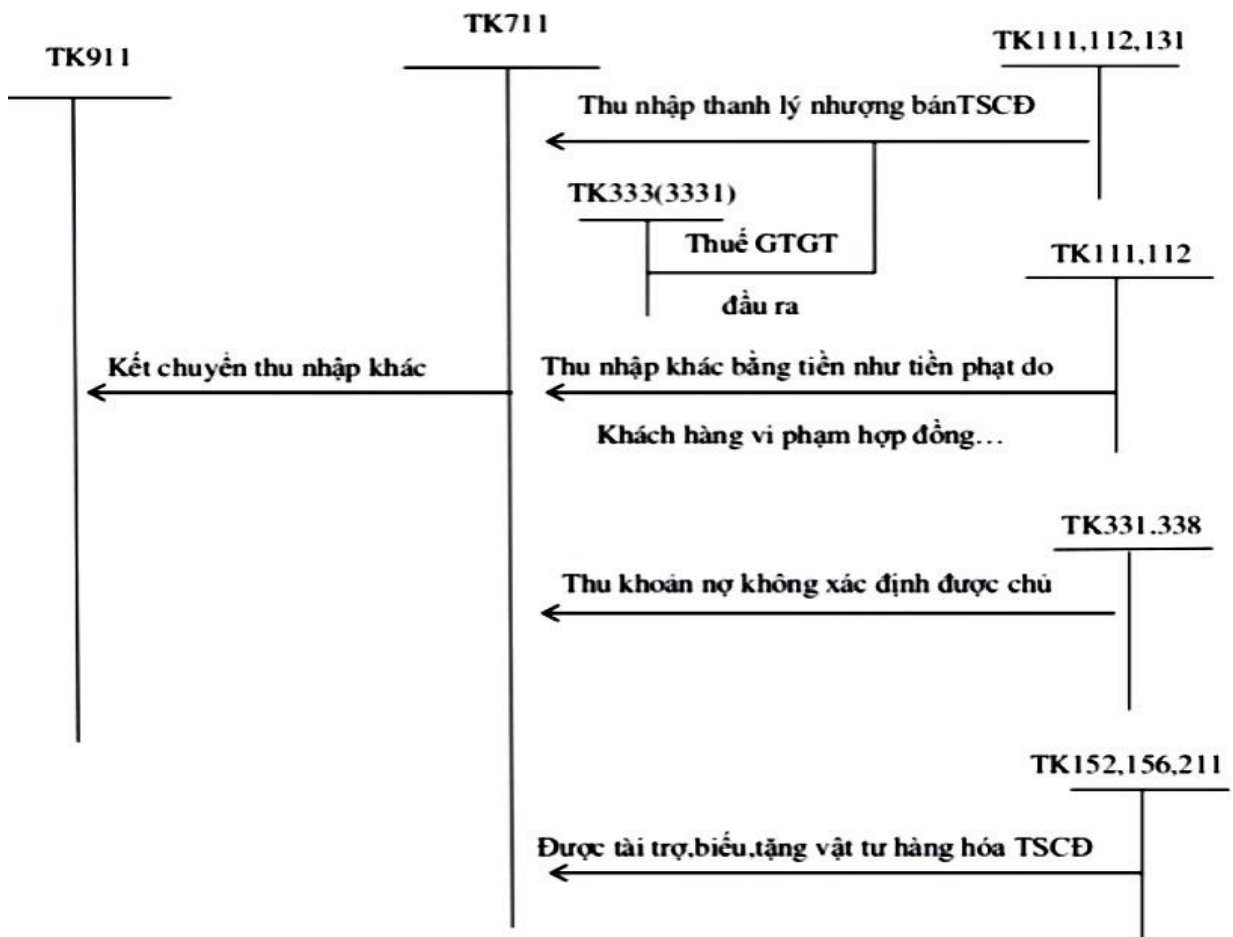 TK711
TK911
TK111,112,131
Thu nhập thanh lý nhượng bánTSCĐ
TK333(3331)
Thuế GTGT
đầu ra
TK111,112
Kết chuyển thu nhập khác
Thu nhập khác bằng tiền như tiền phạt do
Khách hàng vi phạm hợp đồng...
TK331.338
Thu khoản nợ không xác định được chủ
TK152,156,211
Được tài trợ,biếu,tặng vật tư hàng hóa TSCĐ